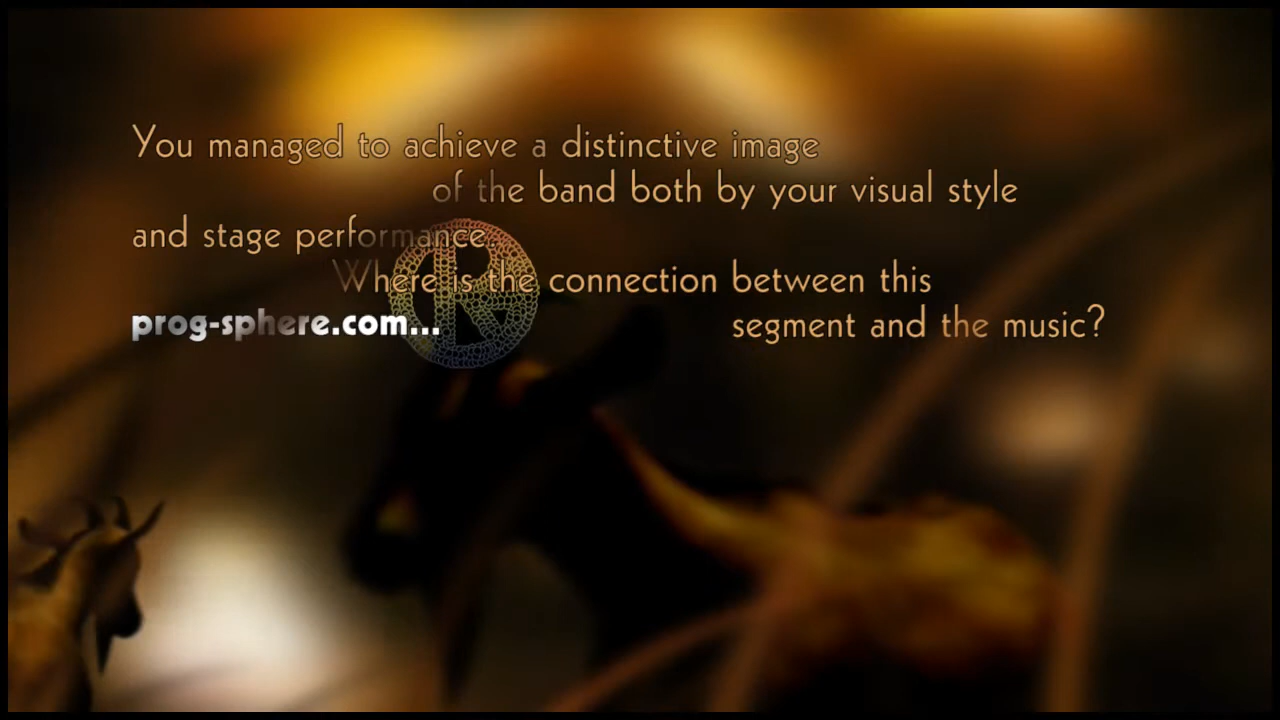 You managed to achieve a distinctive image
of the band both by your visual style
and stage performance.
Where is the connection between this
prog-sphere.com... segment and the music?